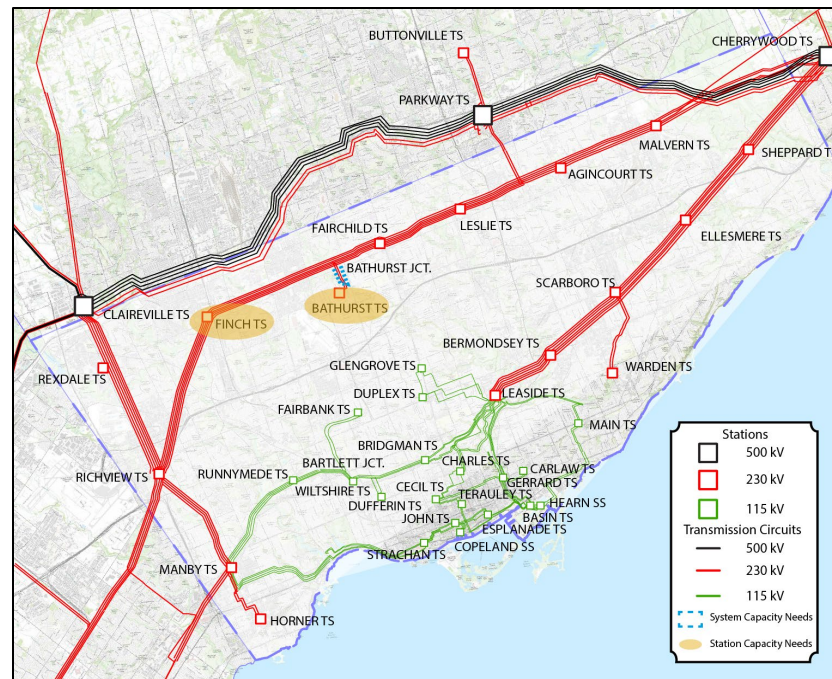 BUTTONVILLE TS
CHERRYWOOD TS
PARKWAY TS
MALVERN TS
SHEPPARD T
AGINCOURT TS
LESLIE TS
FAIRCHILD TS
ELLESMERE TS
BATHURST JCT.
SCARBORO TS
BATHURST TS
CLAIREVILLE TS
FINCH TS
BERMONDSEY TS
GLENGROVE TS
WARDEN TS
REXDALE TS
DUPLEX TS
LEASIDE TS
FAIRBANK TS
MAIN TS
BRIDGMAN TS
BARTLETT JCT.
CHARLES TS
CARLAW TS
RICHVIEW TS
RUNNYMEDE TS
GERRARD TS
WILTSHIRE TS
CECIL TS
TERAULEY TS
DUFFERIN TS
HEARN SS
JOHN TS
BASIN TS
ESPLANADE TS
COPELAND SS
STRACHAN TS
MANBY TS
HORNER TS
Stations
500 kV
230 kV
115 kV
Transmission Circuits
500 kV
230 kV
115 kV
System Capacity Needs
Station Capacity Needs